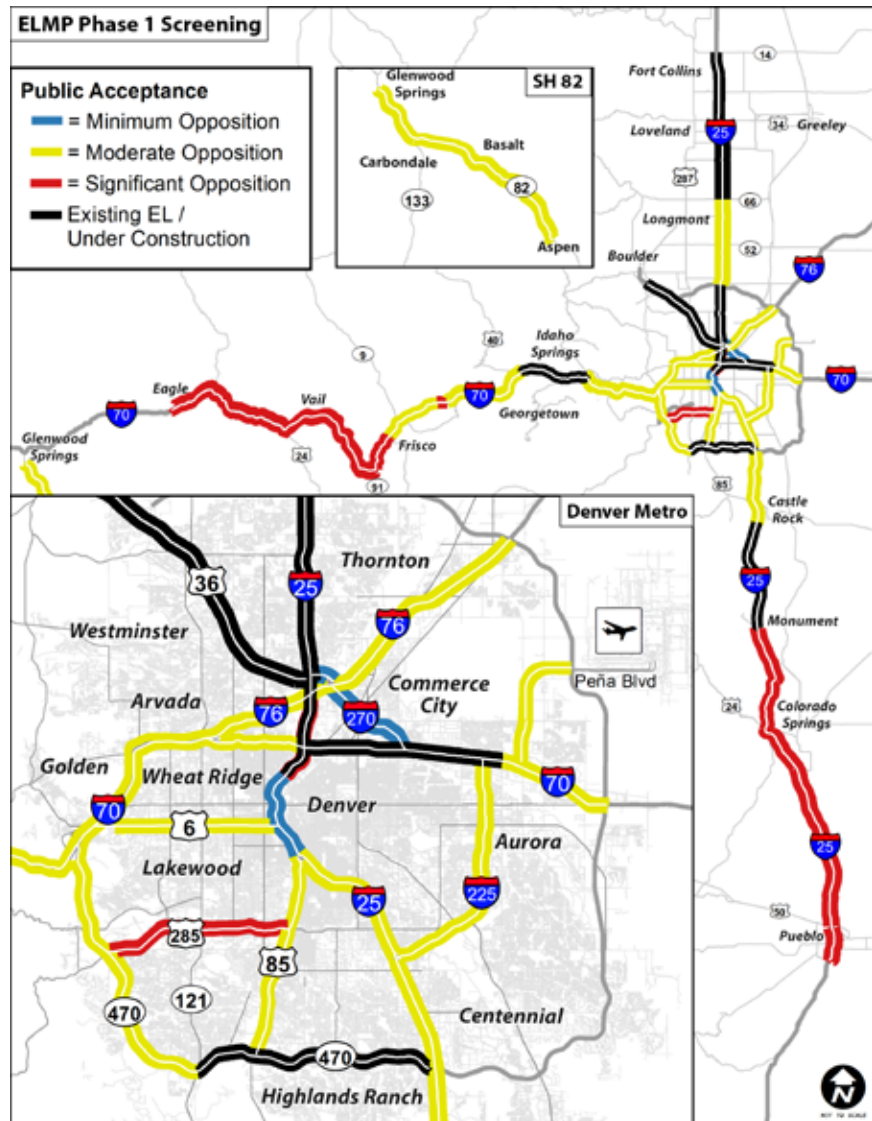 ELMP Phase 1 Screening
Public Acceptance
= Minimum Opposition
= Moderate Opposition
= Significant Opposition
= Existing EL /
Under Construction
Glenwood
Springs
SH 82
Carbondale
Basalt
133
82
Aspen
14
Fort Collins
Loveland
25
34
Greeley
287
Longmont
66
52
Boulder
76
9
40
Idaho
Springs
Eagle
Vail
70
70
Georgetown
70
Glenwood
Springs
24
Frisco
91
85
Castle
Rock
25
Monument
24
Colorado
Springs
25
50
Pueblo
Denver Metro
36
25
Thornton
76
Westminster
Peña Blvd
Arvada
Commerce
City
76
270
Golden
Wheat Ridge
70
70
Denver
6
Aurora
Lakewood
25
225
285
85
470
121
Centennial
470
Highlands Ranch
N
NOT TO SCALE